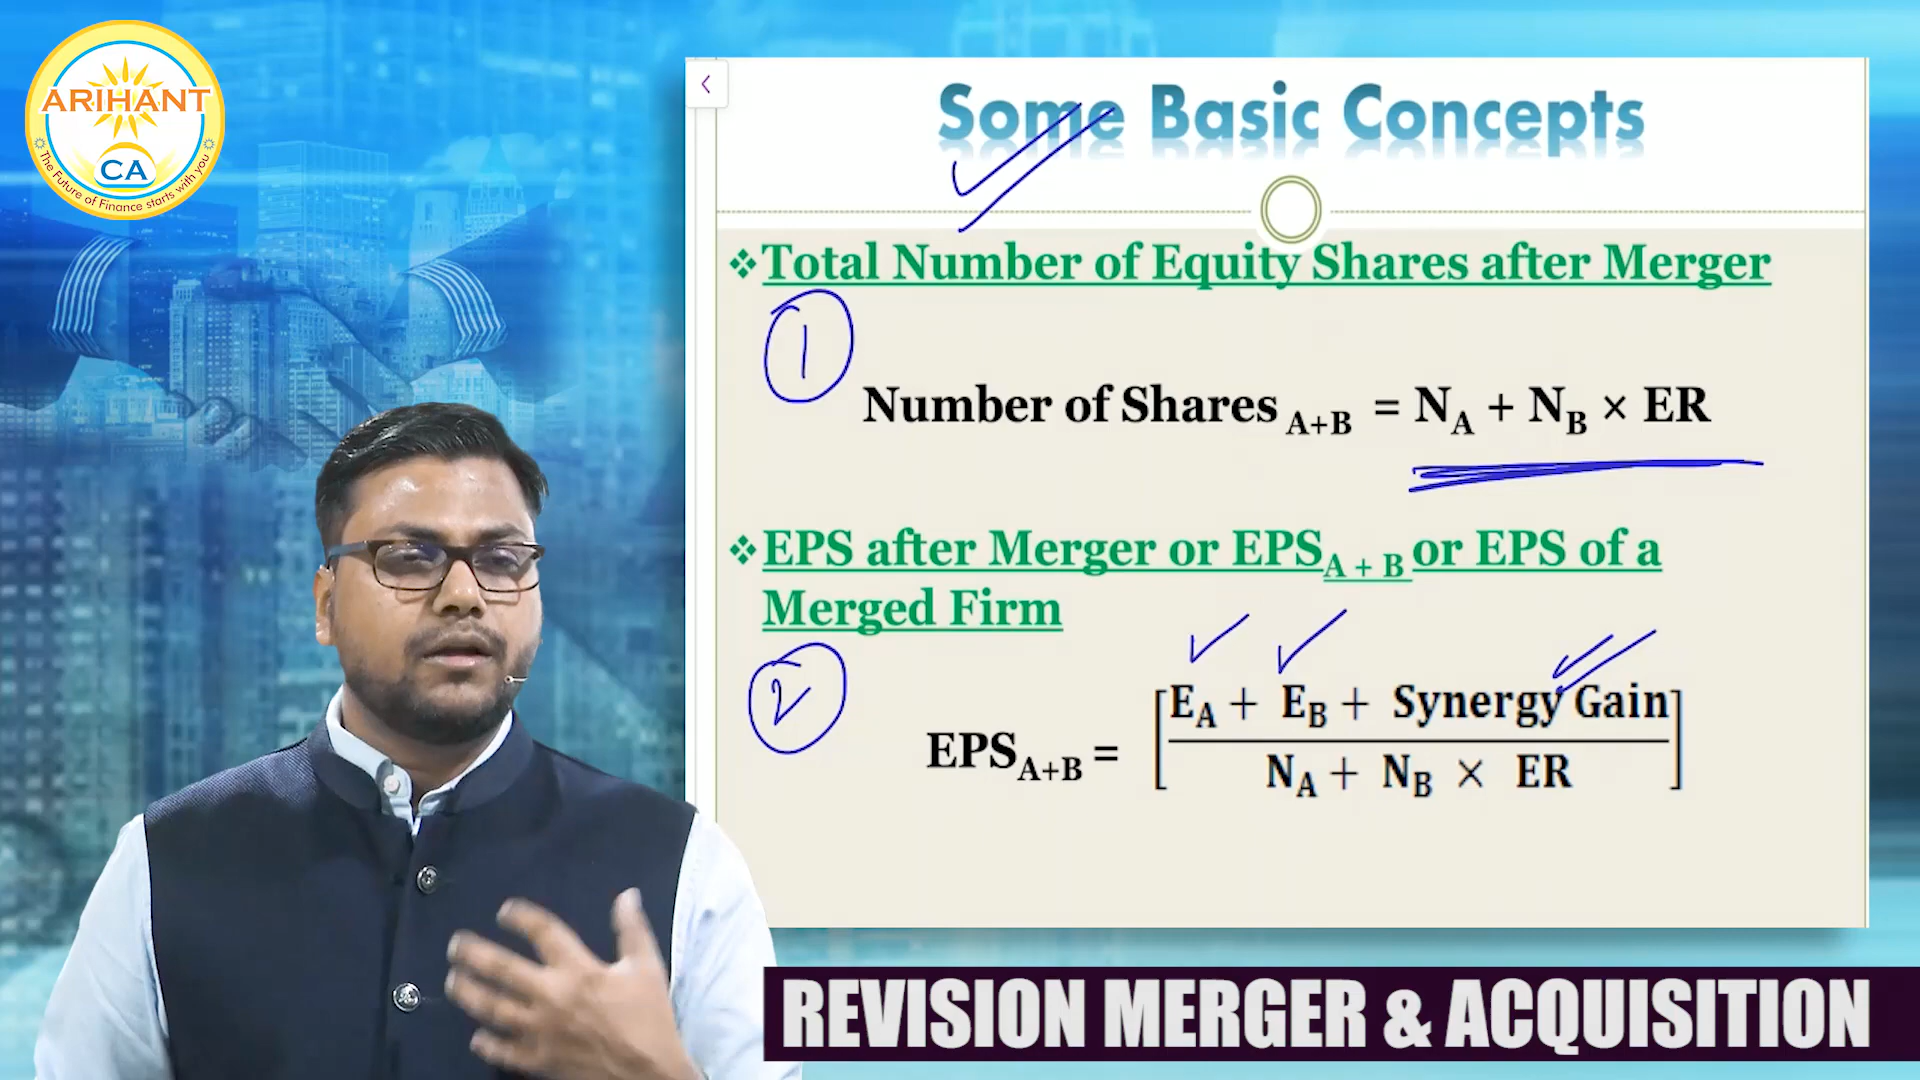 ARIHANT
CA
The Future of Finance starts with you
Some Basic Concepts
❖Total Number of Equity Shares after Merger
1
Number of Shares A+B = NA + NB × ER
❖EPS after Merger or EPSA + B or EPS of a
Merged Firm
2
EPSA+B = [EA + EB + Synergy Gain]
NA + NB × ER
REVISION MERGER & ACQUISITION